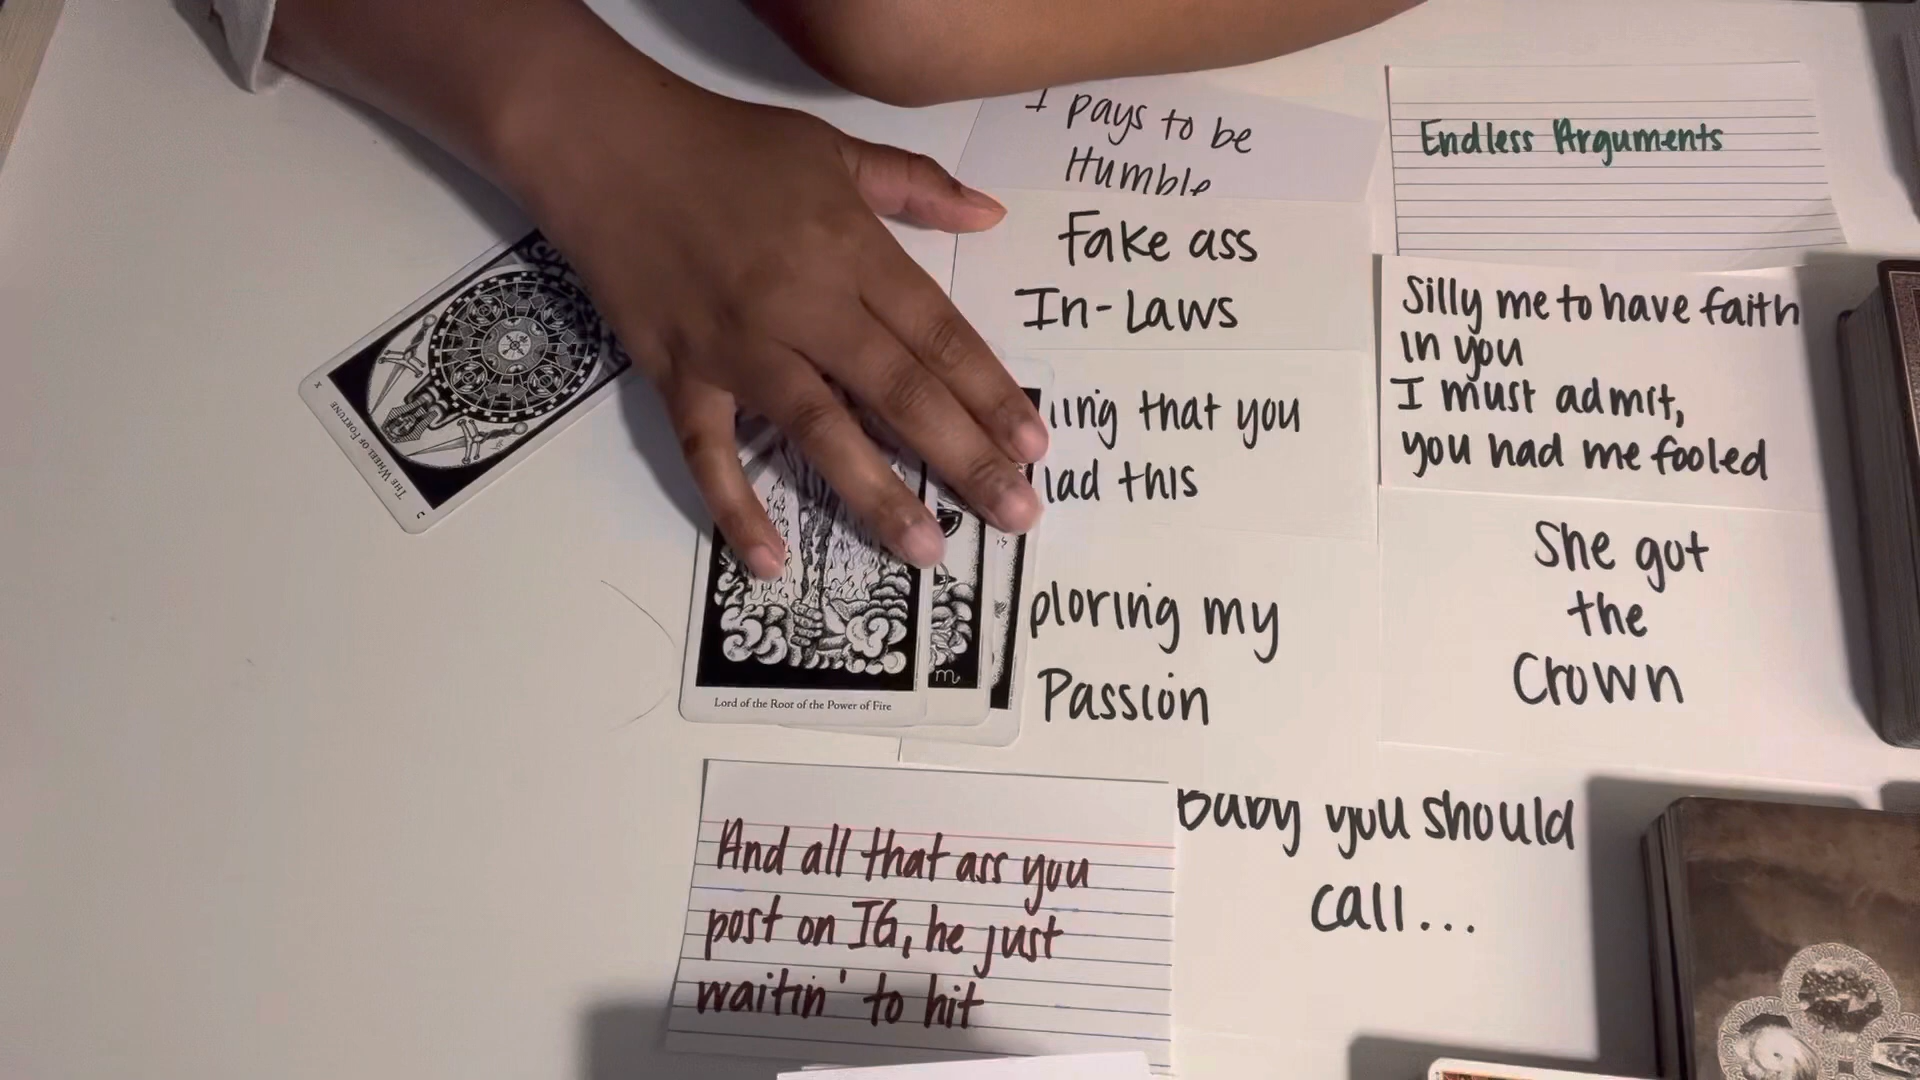 pays to be
Humble
Fake ass
In-Laws
that you
this
my
Passion
Endless Arguments
Silly me to have faith
in you
I must admit,
you had me fooled
She got
the
Crown
Baby you should
call...
And all that ass you
post on IG, he just
waitin' to hit
THE WHEEL OF FORTUNE
X
Lord of the Root of the Power of Fire